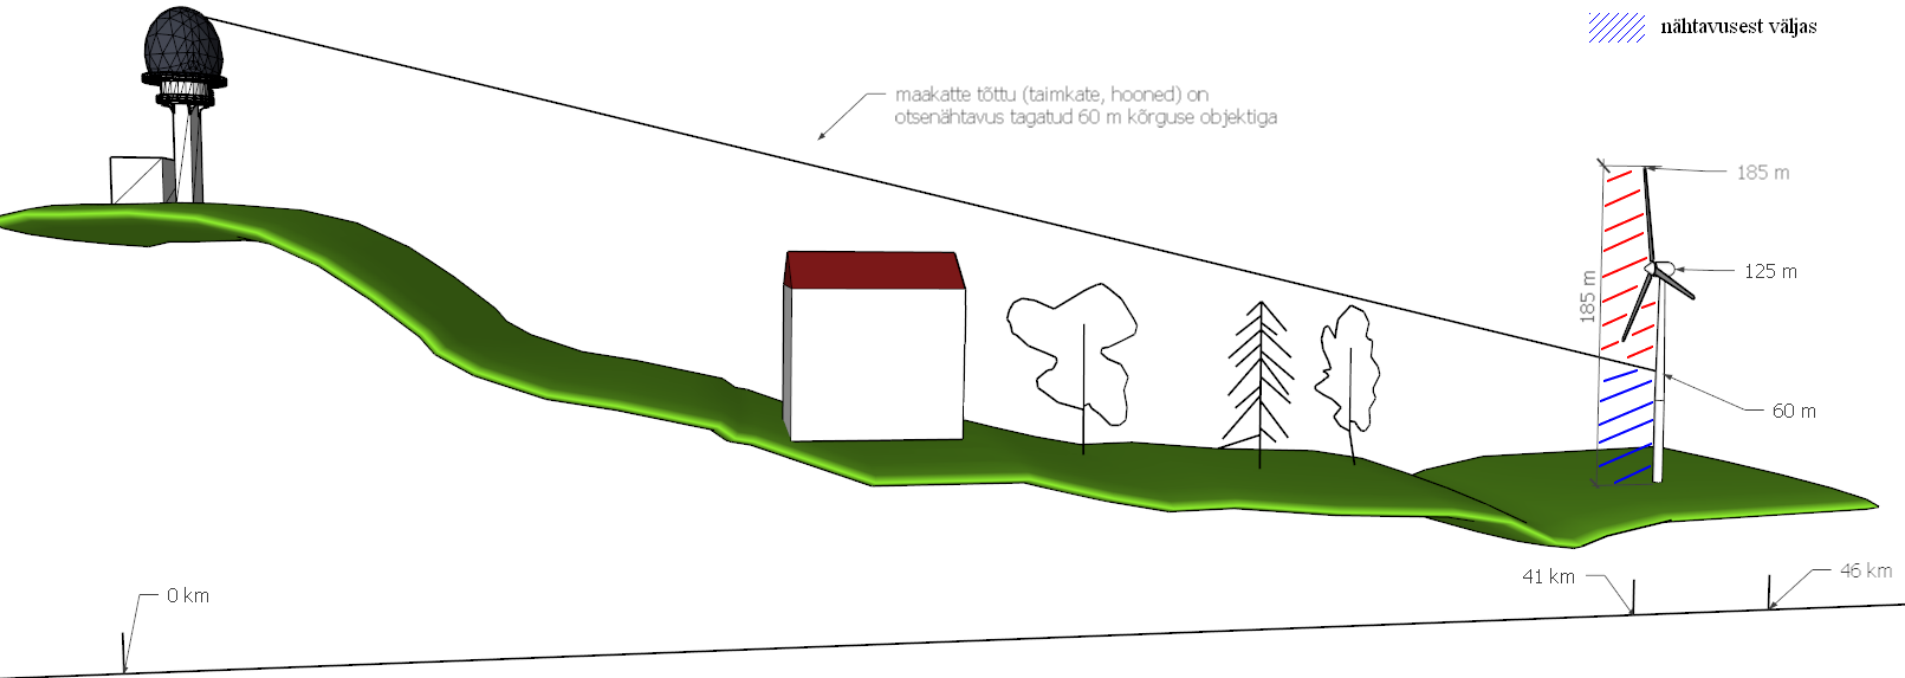 nähtavusest väljas
maakatte tõttu (taimkate, hooned) on
otsenähtavus tagatud 60 m kõrguse objektiga
185 m
125 m
185 m
60 m
41 km
46 km
0 km